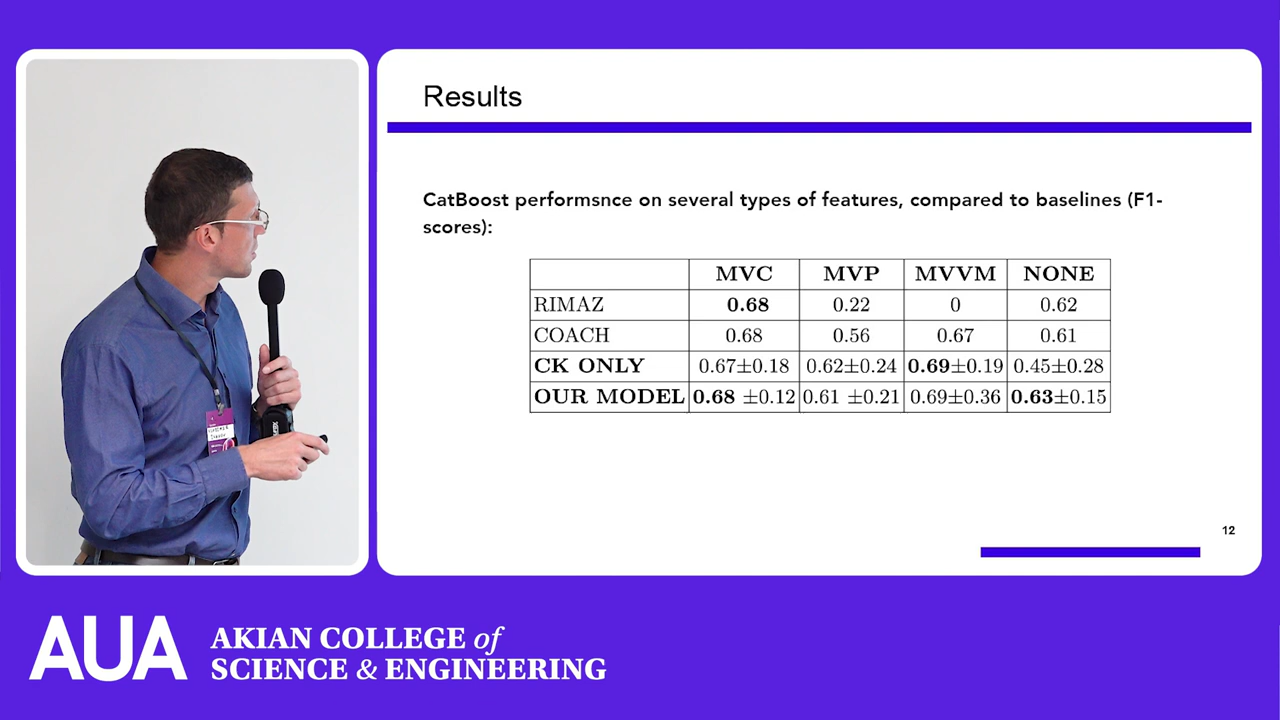 Results
CatBoost performsnce on several types of features, compared to baselines (F1-
scores):
MVC MVP MVVM NONE
RIMAZ 0.68 0.22 0 0.62
COACH 0.68 0.56 0.67 0.61
CK ONLY 0.67±0.18 0.62±0.24 0.69±0.19 0.45±0.28
OUR MODEL 0.68 ±0.12 0.61 ±0.21 0.69±0.36 0.63±0.15
12
AUA
AKIAN COLLEGE of
SCIENCE & ENGINEERING